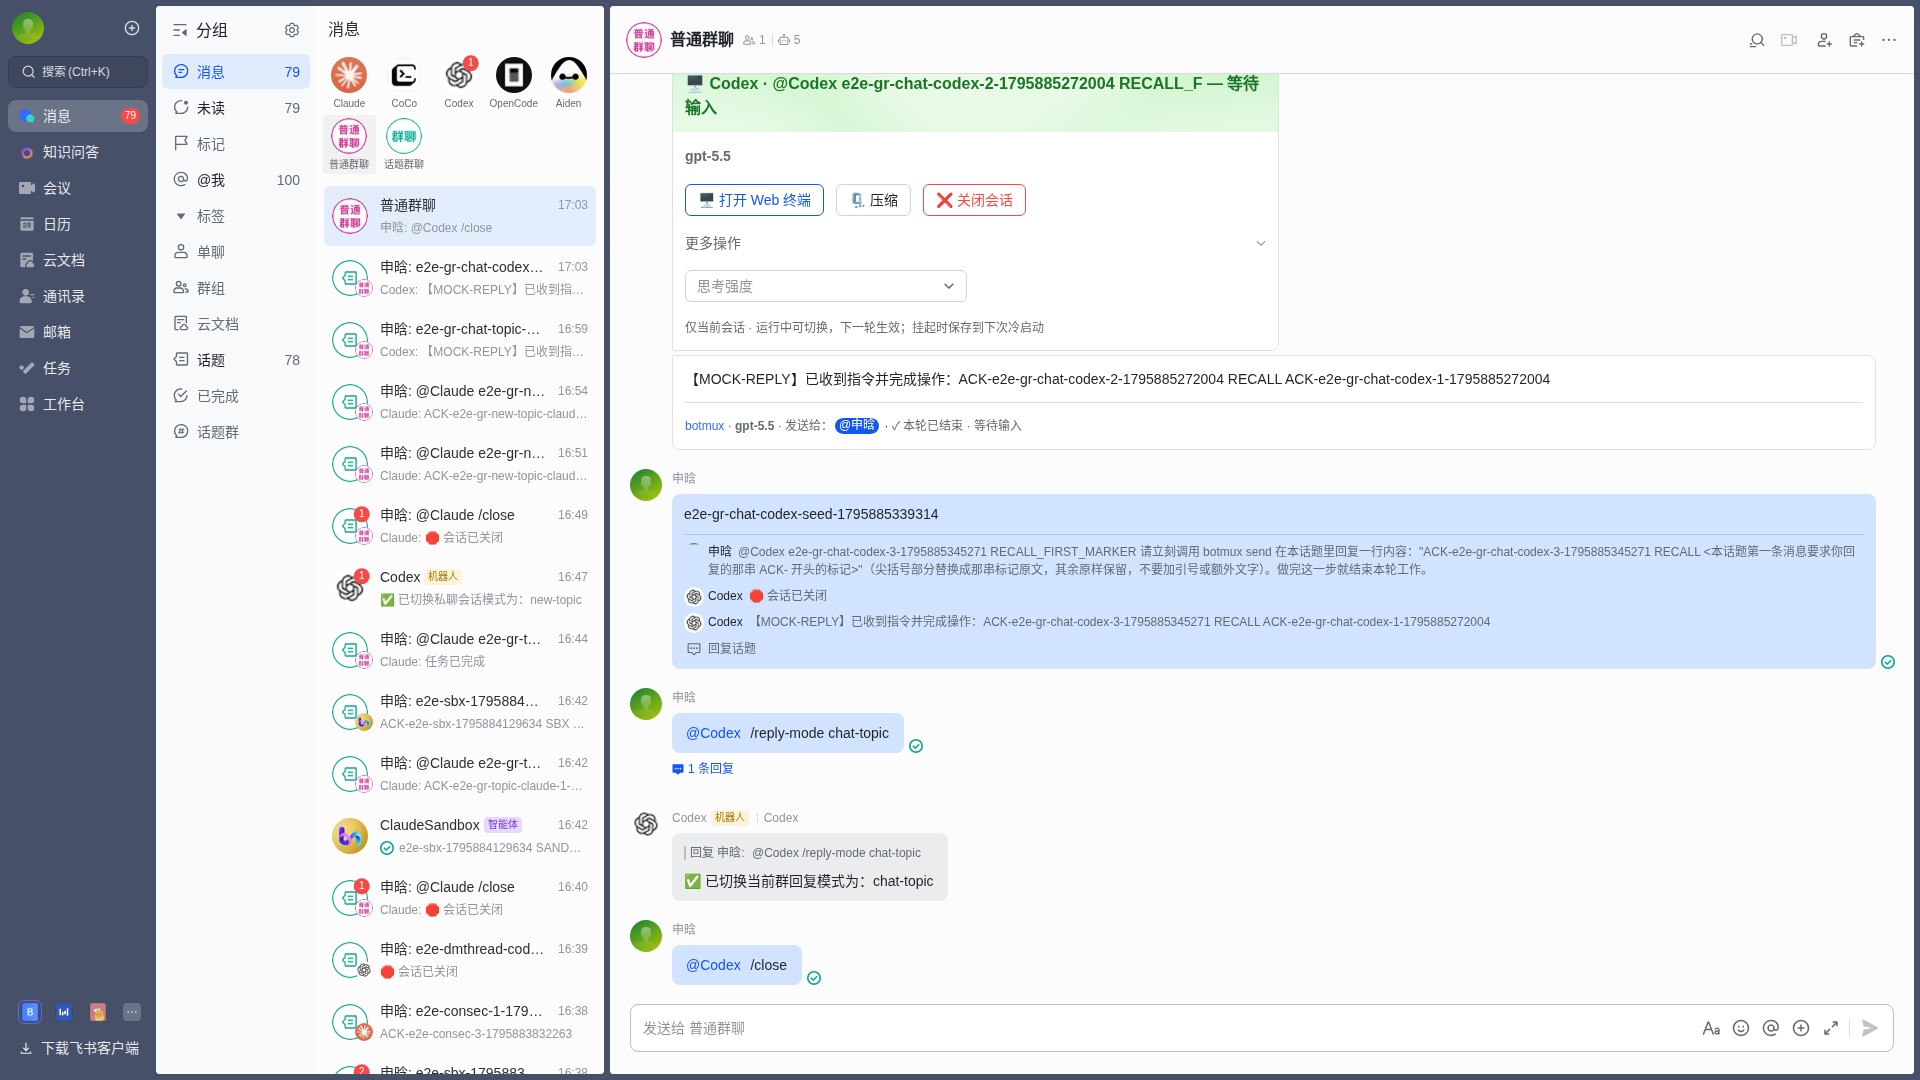 搜索 (Ctrl+K)
消息 79
知识问答
会议
日历
云文档
通讯录
邮箱
任务
工作台
下载飞书客户端
分组
消息 79
未读 79
标记
@我 100
标签
单聊
群组
云文档
话题 78
已完成
话题群
消息
Claude
CoCo
1
Codex
OpenCode
Aiden
普通群聊
普通群聊
群聊
话题群聊
普通群聊 17:03
申晗: @Codex /close
申晗: e2e-gr-chat-codex... 17:03
Codex: 【MOCK-REPLY】已收到指...
申晗: e2e-gr-chat-topic-... 16:59
Codex: 【MOCK-REPLY】已收到指...
申晗: @Claude e2e-gr-n... 16:54
Claude: ACK-e2e-gr-new-topic-claud...
申晗: @Claude e2e-gr-n... 16:51
Claude: ACK-e2e-gr-new-topic-claud...
1
申晗: @Claude /close 16:49
Claude: 🛑 会话已关闭
1
Codex 机器人 16:47
✅ 已切换私聊会话模式为：new-topic
申晗: @Claude e2e-gr-t... 16:44
Claude: 任务已完成
申晗: e2e-sbx-1795884... 16:42
ACK-e2e-sbx-1795884129634 SBX ...
申晗: @Claude e2e-gr-t... 16:42
Claude: ACK-e2e-gr-topic-claude-1-...
ClaudeSandbox 智能体 16:42
e2e-sbx-1795884129634 SAND...
1
申晗: @Claude /close 16:40
Claude: 🛑 会话已关闭
申晗: e2e-dmthread-cod... 16:39
🛑 会话已关闭
申晗: e2e-consec-1-179... 16:38
ACK-e2e-consec-3-1795883832263
2
申晗: e2e-sbx-1795883... 16:38
普通群聊
普通群聊 1 5
🖥️ Codex · @Codex e2e-gr-chat-codex-2-1795885272004 RECALL_F — 等待
输入
gpt-5.5
🖥️ 打开 Web 终端
🗜️ 压缩
❌ 关闭会话
更多操作
思考强度
仅当前会话 · 运行中可切换，下一轮生效；挂起时保存到下次冷启动
【MOCK-REPLY】已收到指令并完成操作：ACK-e2e-gr-chat-codex-2-1795885272004 RECALL ACK-e2e-gr-chat-codex-1-1795885272004
botmux · gpt-5.5 · 发送给： @申晗 · ✓ 本轮已结束 · 等待输入
申晗
e2e-gr-chat-codex-seed-1795885339314
申晗 @Codex e2e-gr-chat-codex-3-1795885345271 RECALL_FIRST_MARKER 请立刻调用 botmux send 在本话题里回复一行内容："ACK-e2e-gr-chat-codex-3-1795885345271 RECALL <本话题第一条消息要求你回
复的那串 ACK- 开头的标记>"（尖括号部分替换成那串标记原文，其余原样保留，不要加引号或额外文字）。做完这一步就结束本轮工作。
Codex 🛑 会话已关闭
Codex 【MOCK-REPLY】已收到指令并完成操作：ACK-e2e-gr-chat-codex-3-1795885345271 RECALL ACK-e2e-gr-chat-codex-1-1795885272004
回复话题
申晗
@Codex /reply-mode chat-topic
1 条回复
Codex 机器人 | Codex
回复 申晗: @Codex /reply-mode chat-topic
✅ 已切换当前群回复模式为：chat-topic
申晗
@Codex /close
发送给 普通群聊
Aa